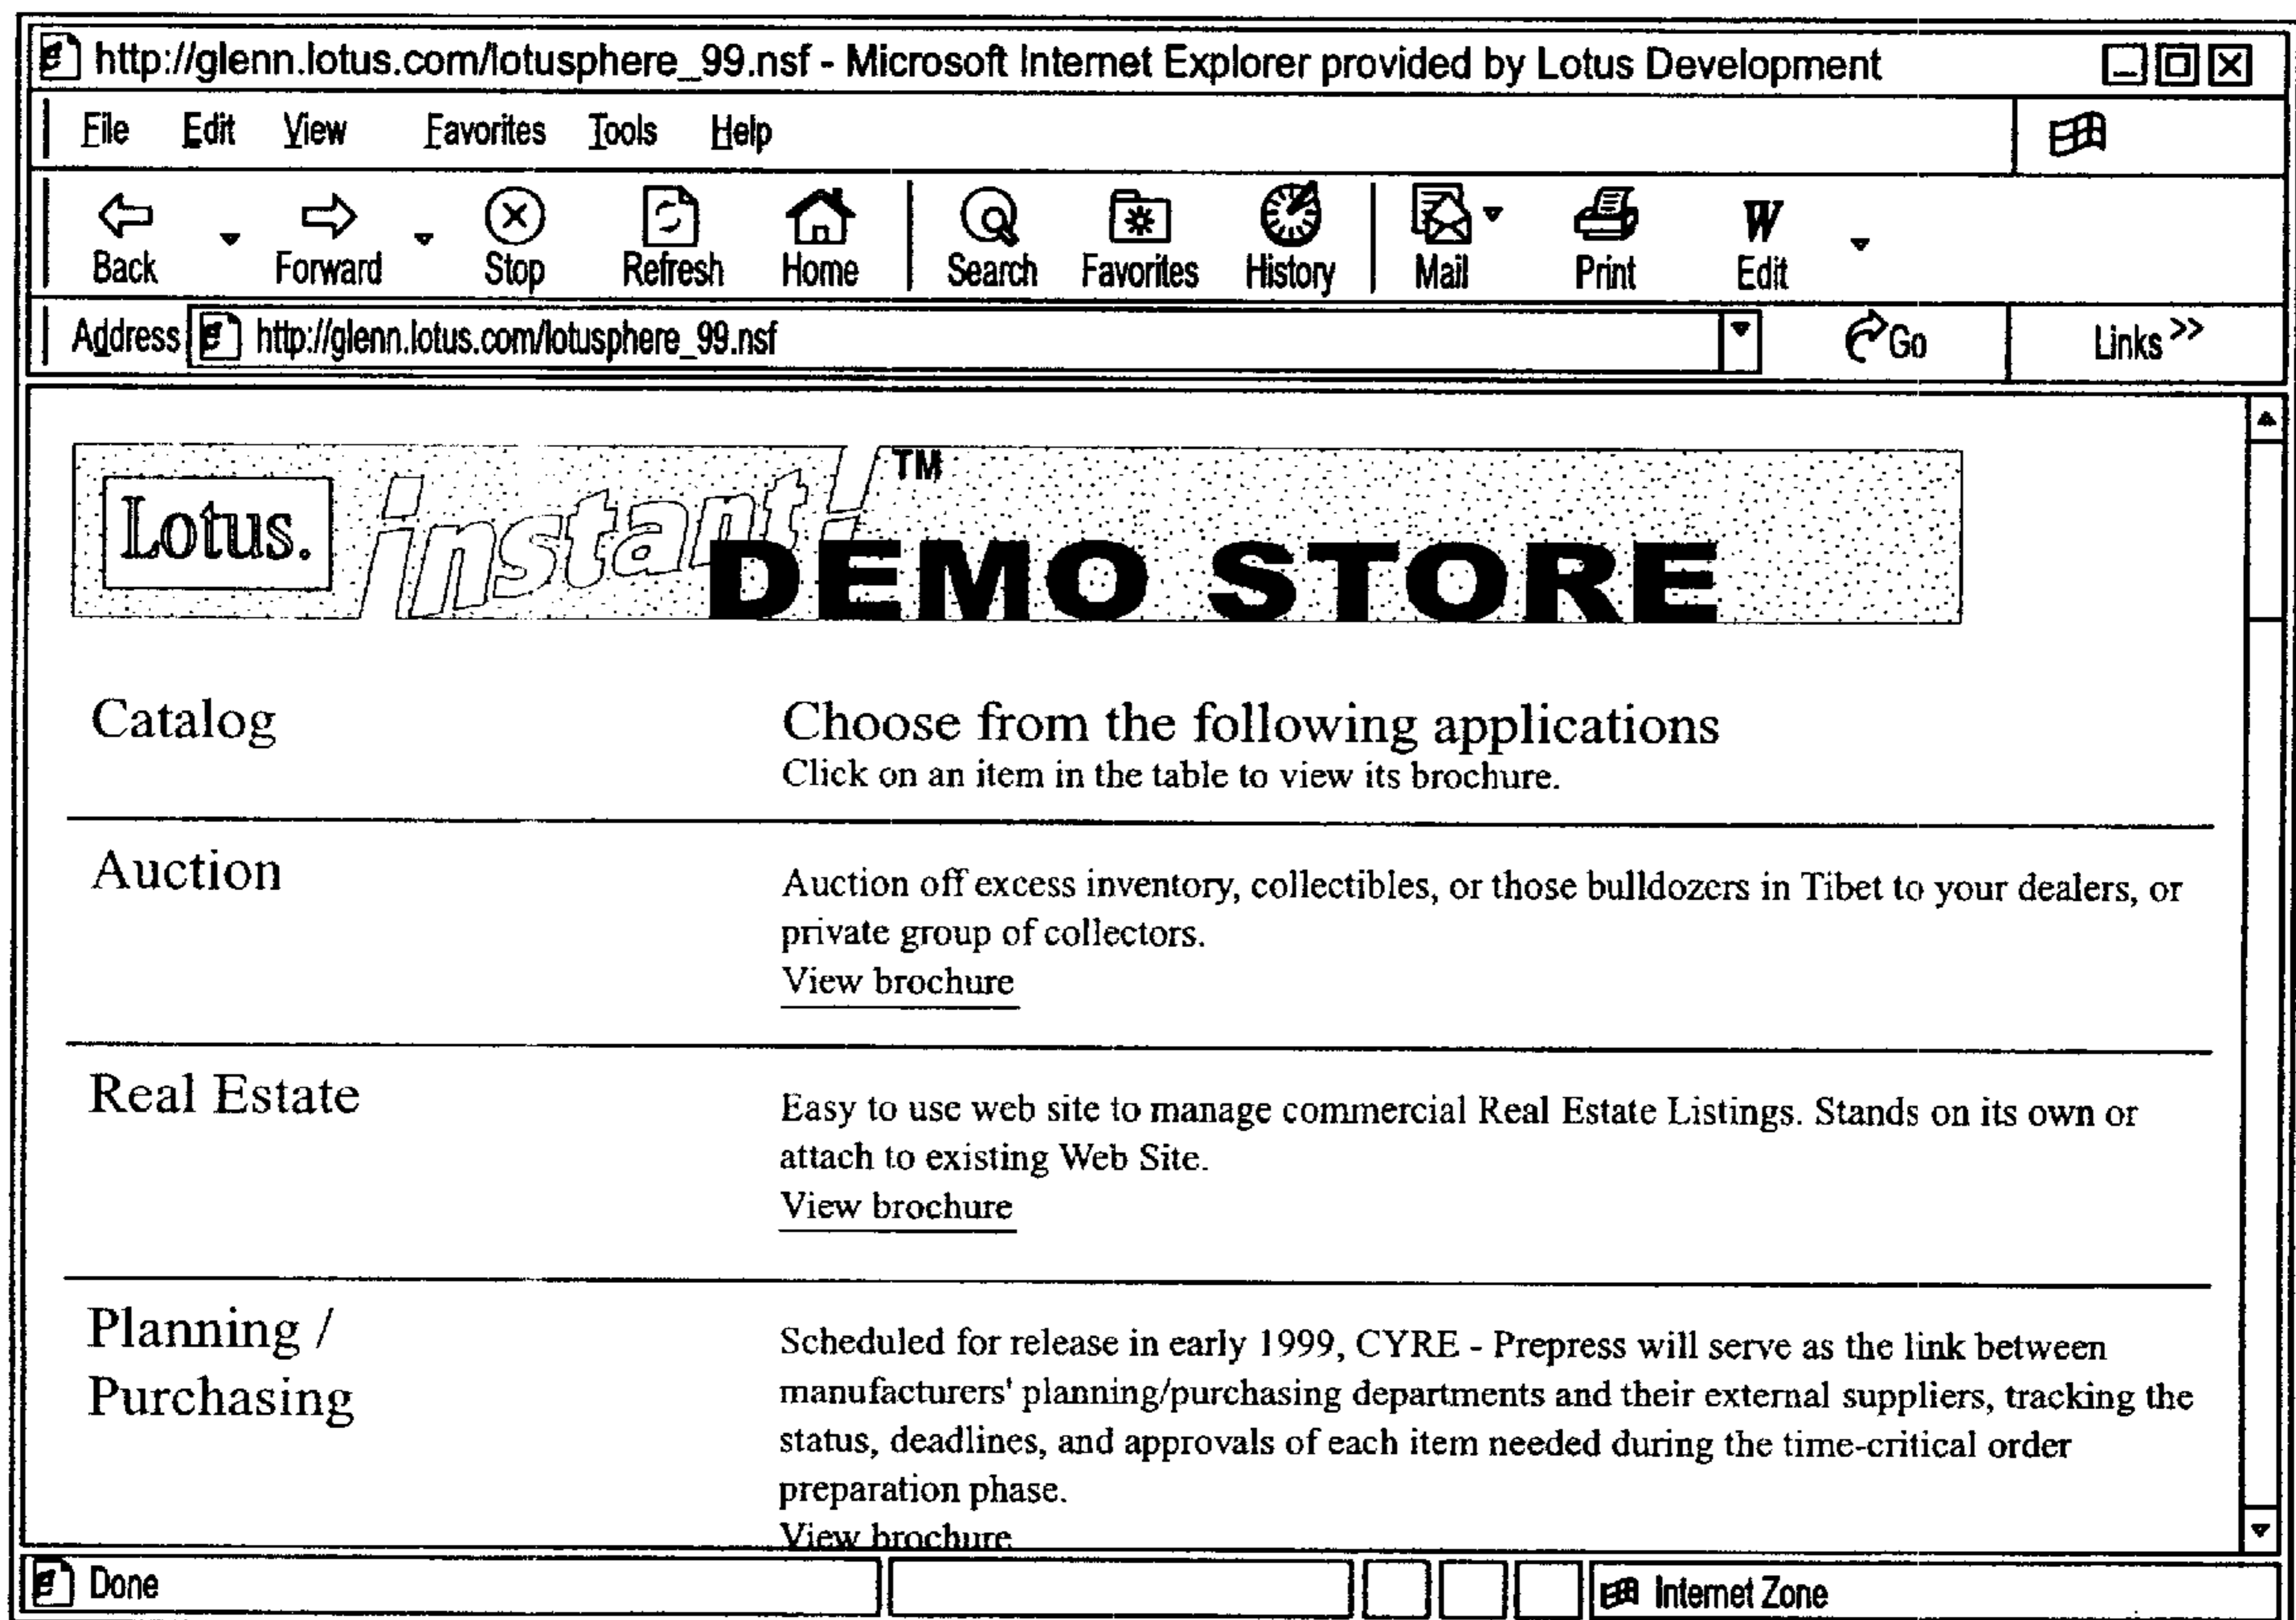 http://glenn.lotus.com/lotusphere_99.nsf - Microsoft Internet Explorer provided by Lotus Development
File Edit View Favorites Tools Help
Back Forward Stop Refresh Home Search Favorites History Mail Print Edit
Address http://glenn.lotus.com/lotusphere_99.nsf Go Links >>
Lotus. instant! TM
DEMO STORE
Catalog
Choose from the following applications
Click on an item in the table to view its brochure.
Auction
Auction off excess inventory, collectibles, or those bulldozers in Tibet to your dealers, or
private group of collectors.
View brochure
Real Estate
Easy to use web site to manage commercial Real Estate Listings. Stands on its own or
attach to existing Web Site.
View brochure
Planning /
Purchasing
Scheduled for release in early 1999, CYRE - Prepress will serve as the link between
manufacturers' planning/purchasing departments and their external suppliers, tracking the
status, deadlines, and approvals of each item needed during the time-critical order
preparation phase.
View brochure
Done Internet Zone